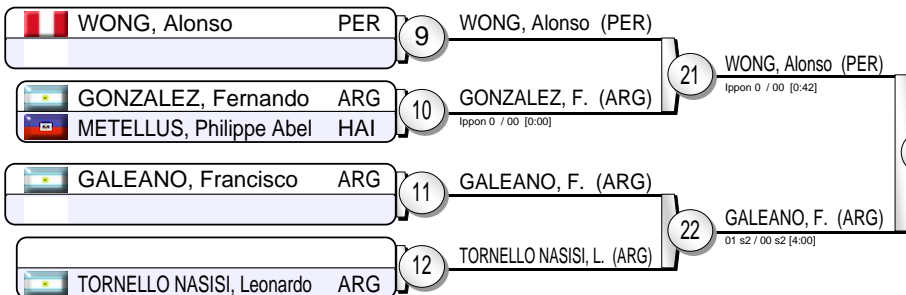 WONG, Alonso PER
9
WONG, Alonso (PER)
GONZALEZ, Fernando ARG
METELLUS, Philippe Abel HAI
10
GONZALEZ, F. (ARG)
Ippon 0 / 00 [0:00]
21
WONG, Alonso (PER)
Ippon 0 / 00 [0:42]
GALEANO, Francisco ARG
11
GALEANO, F. (ARG)
TORNELLO NASISI, Leonardo ARG
12
TORNELLO NASISI, L. (ARG)
22
GALEANO, F. (ARG)
01 s2 / 00 s2 [4:00]